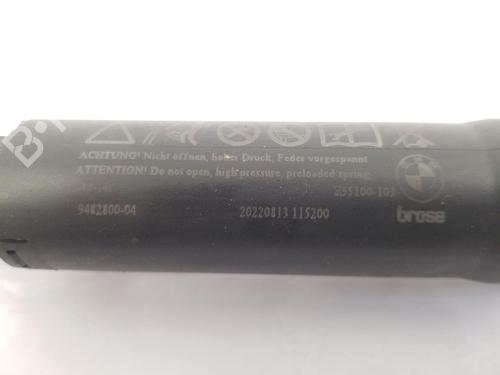 ACHTUNG! Nicht öffnen, hoher Druck, Feder vorgespannt
ATTENTION! Do not open, high pressure, preloaded spring
E55100-103
9482800-04
20220813 115200
brose